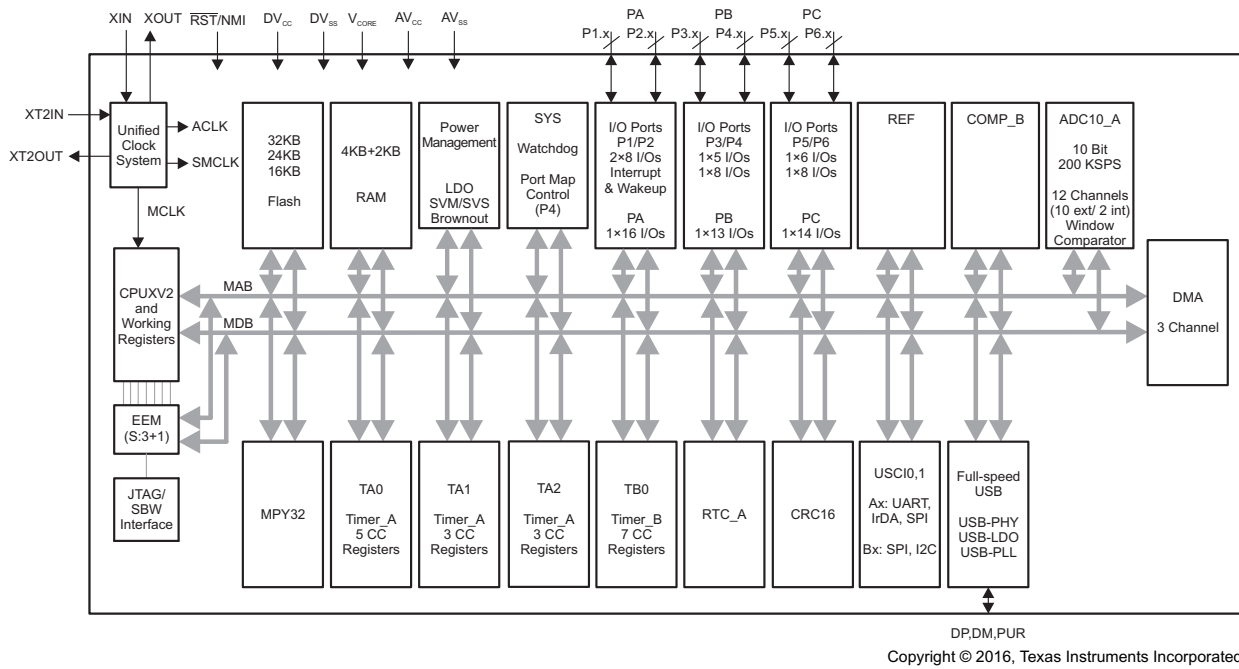 XIN XOUT RST/NMI DVCC DVSS VCORE AVCC AVSS
PA PB PC
P1.x P2.x P3.x P4.x P5.x P6.x
XT2IN
XT2OUT
Unified
Clock
System
ACLK
SMCLK
MCLK
32KB
24KB
16KB
Flash
4KB+2KB
RAM
Power
Management
LDO
SVM/SVS
Brownout
SYS
Watchdog
Port Map
Control
(P4)
I/O Ports
P1/P2
2×8 I/Os
Interrupt
& Wakeup
PA
1×16 I/Os
I/O Ports
P3/P4
1×5 I/Os
1×8 I/Os
PB
1×13 I/Os
I/O Ports
P5/P6
1×6 I/Os
1×8 I/Os
PC
1×14 I/Os
REF
COMP_B
ADC10_A
10 Bit
200 KSPS
12 Channels
(10 ext/ 2 int)
Window
Comparator
CPUXV2
and
Working
Registers
MAB
MDB
DMA
3 Channel
EEM
(S:3+1)
JTAG/
SBW
Interface
MPY32
TA0
Timer_A
5 CC
Registers
TA1
Timer_A
3 CC
Registers
TA2
Timer_A
3 CC
Registers
TB0
Timer_B
7 CC
Registers
RTC_A
CRC16
USCI0,1
Ax: UART,
IrDA, SPI
Bx: SPI, I2C
Full-speed
USB
USB-PHY
USB-LDO
USB-PLL
DP,DM,PUR
Copyright © 2016, Texas Instruments Incorporated